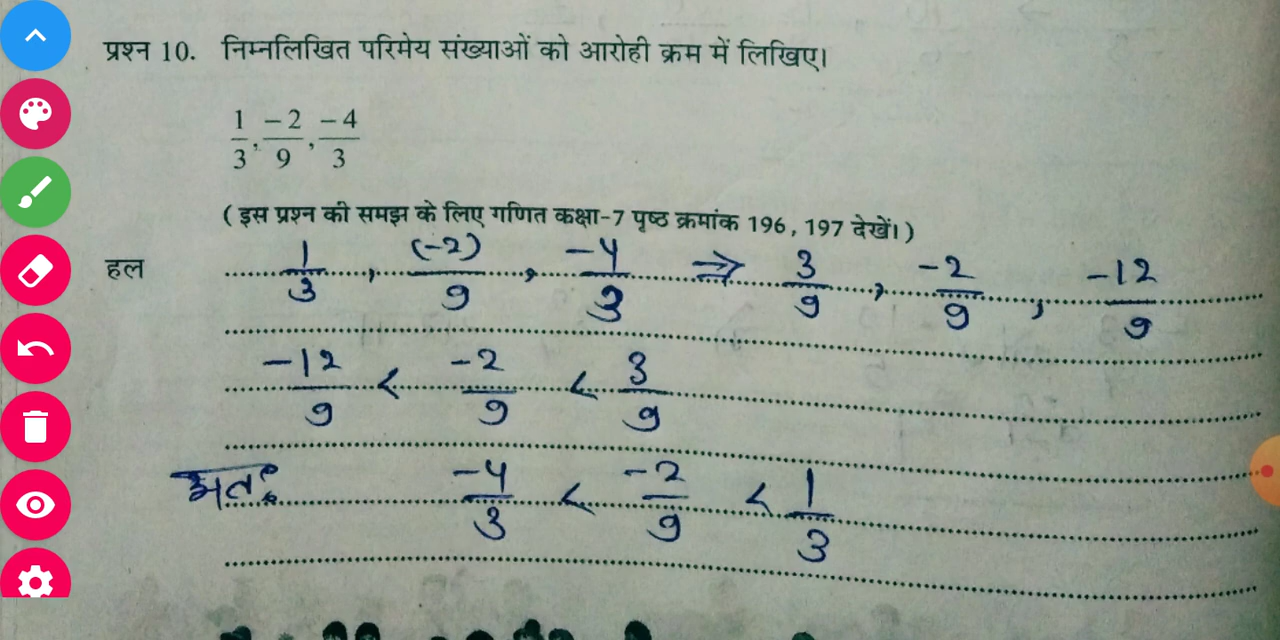 प्रश्न 10. निम्नलिखित परिमेय संख्याओं को आरोही क्रम में लिखिए।
1/3, -2/9, -4/3
( इस प्रश्न की समझ के लिए गणित कक्षा-7 पृष्ठ क्रमांक 196, 197 देखें। )
हल 1/3, (-2)/9, -4/3 ⇒ 3/9, -2/9, -12/9
-12/9 < -2/9 < 3/9
अतः -4/3 < -2/9 < 1/3